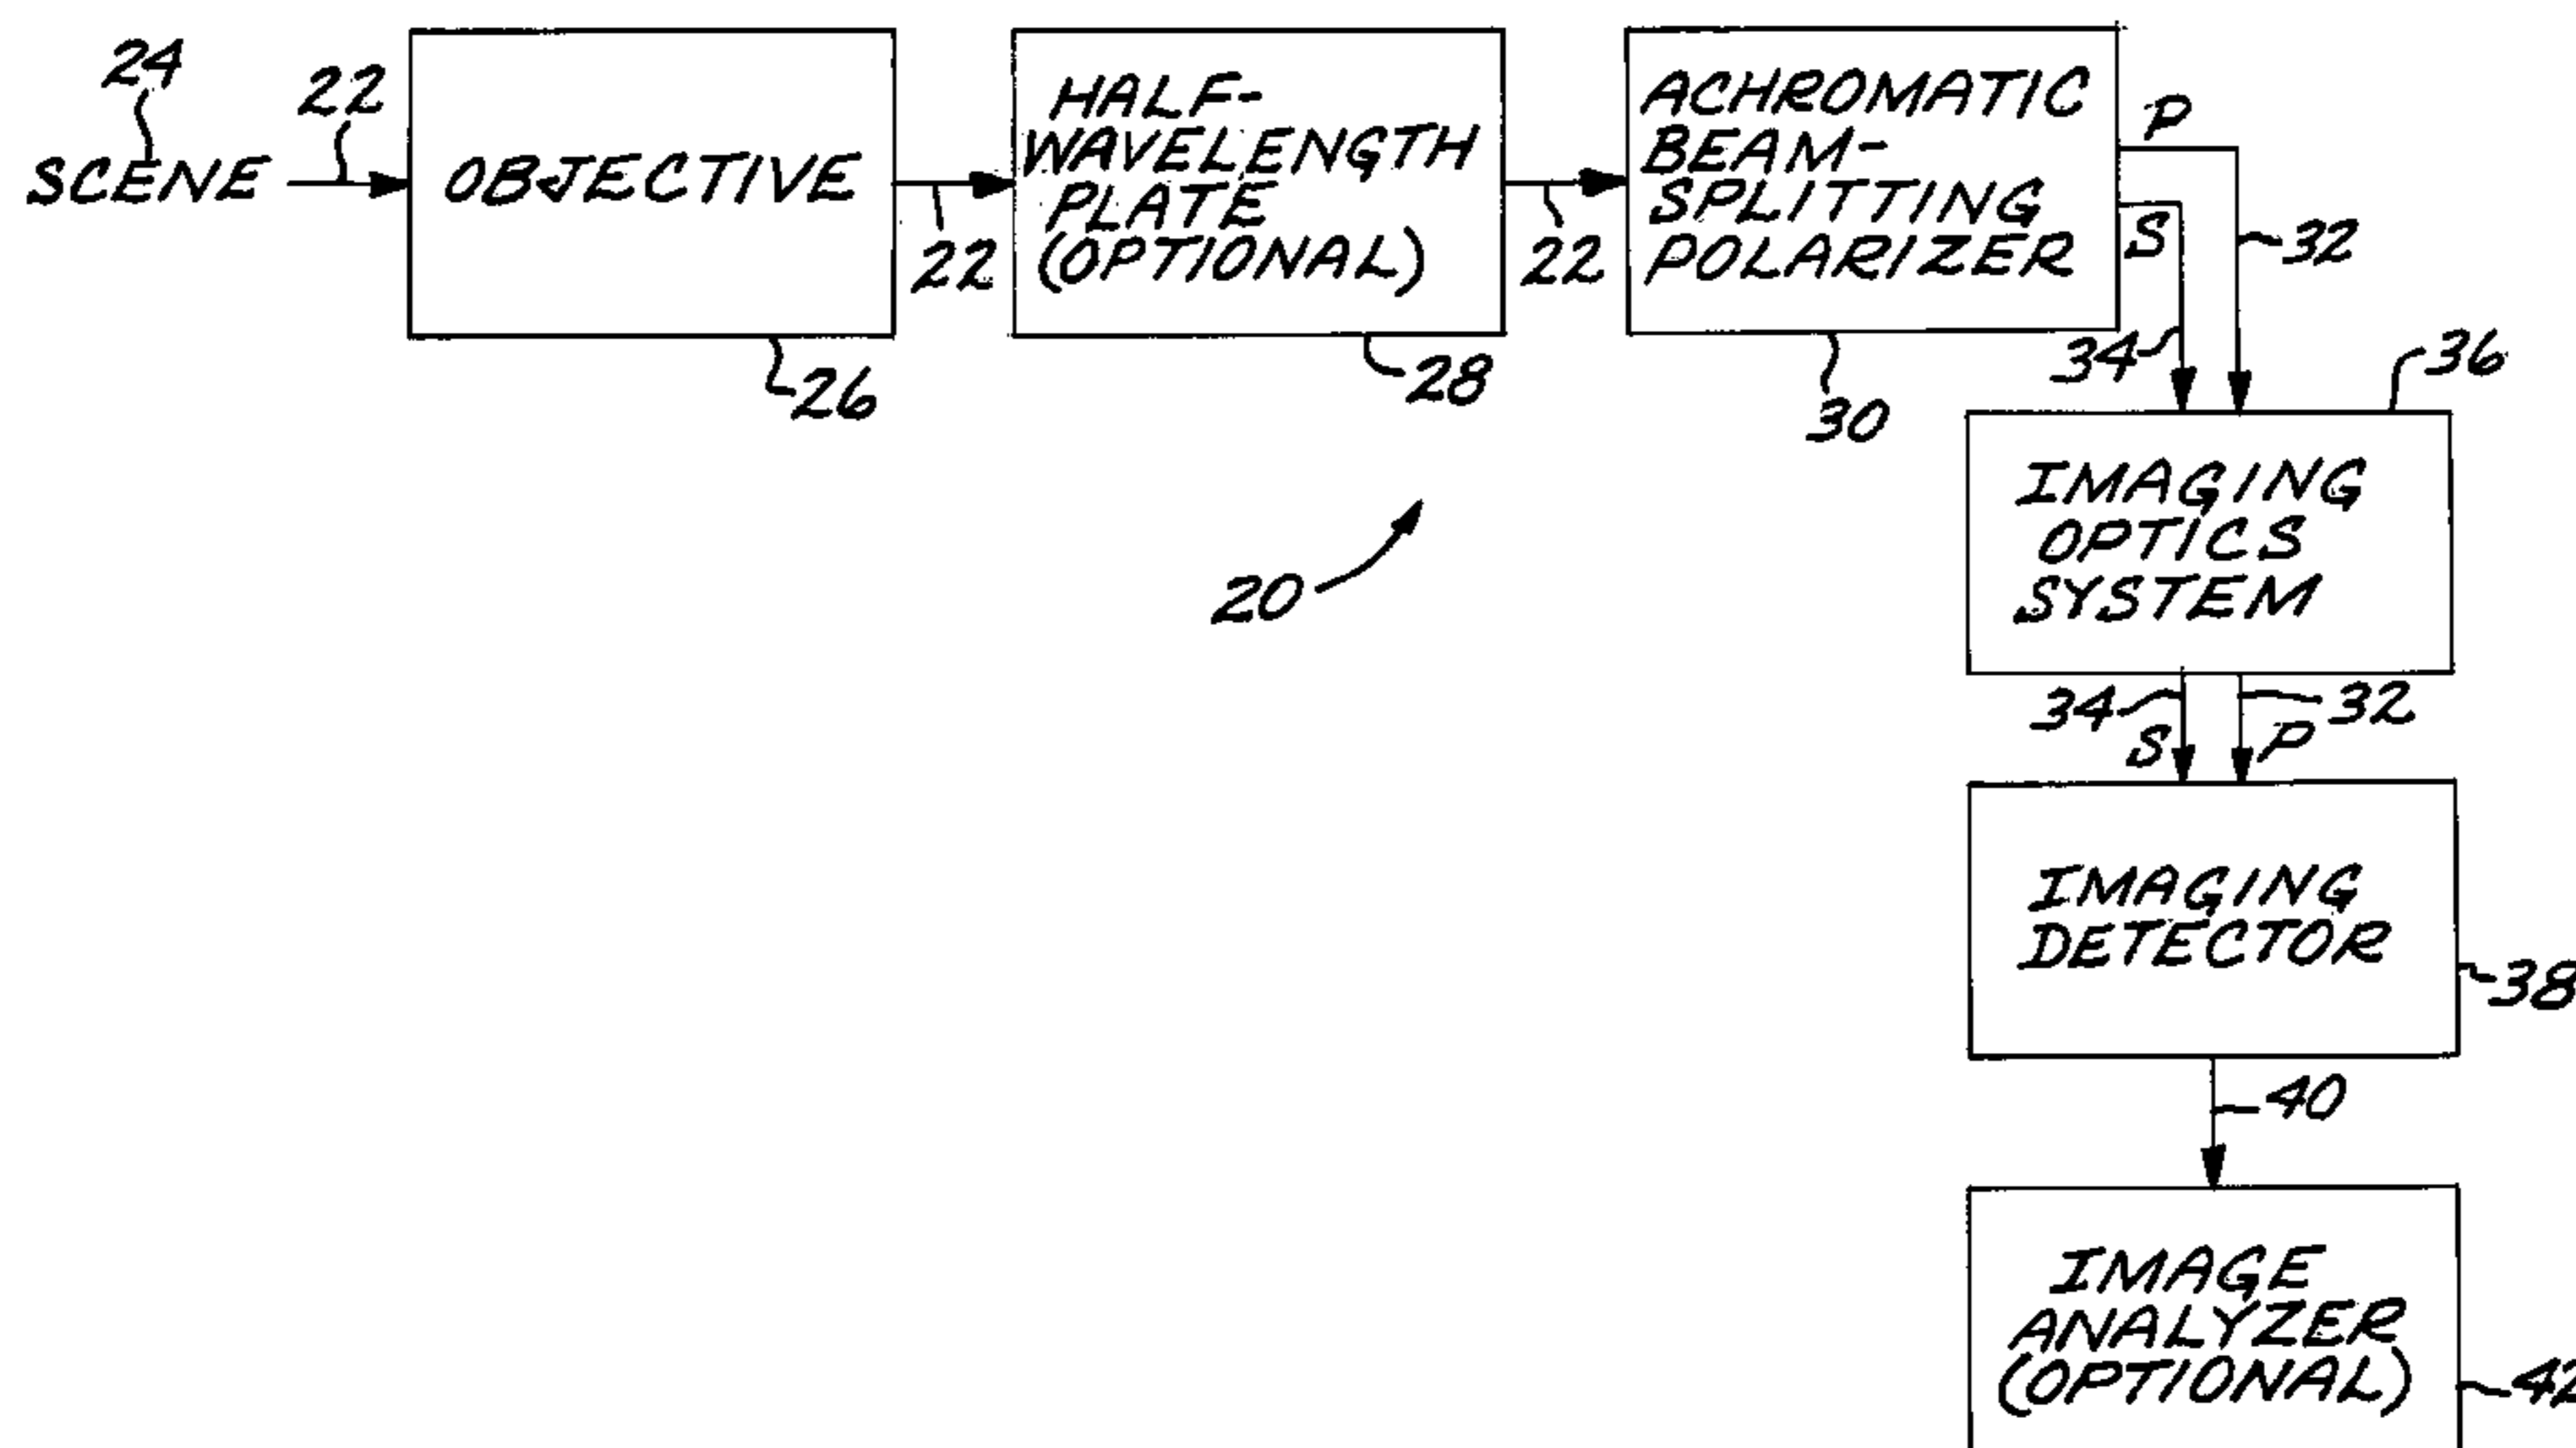 24
22
SCENE
OBJECTIVE
26
22
HALF-
WAVELENGTH
PLATE
(OPTIONAL)
28
22
ACHROMATIC
BEAM-
SPLITTING
POLARIZER
30
P
S
32
34
36
20
IMAGING
OPTICS
SYSTEM
34
32
S
P
IMAGING
DETECTOR
38
40
IMAGE
ANALYZER
(OPTIONAL)
42